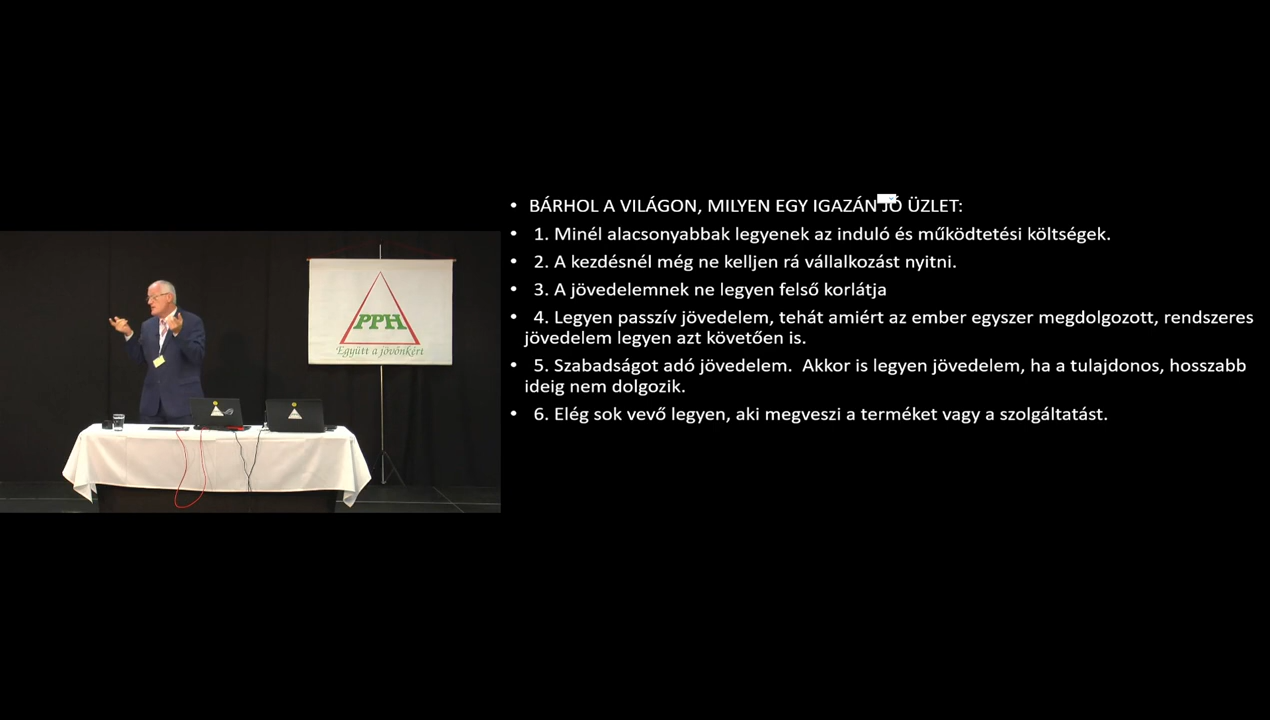 PPH
Együtt a jövőnkért
• BÁRHOL A VILÁGON, MILYEN EGY IGAZÁN JÓ ÜZLET:
• 1. Minél alacsonyabbak legyenek az induló és működtetési költségek.
• 2. A kezdésnél még ne kelljen rá vállalkozást nyitni.
• 3. A jövedelemnek ne legyen felső korlátja
• 4. Legyen passzív jövedelem, tehát amiért az ember egyszer megdolgozott, rendszeres
jövedelem legyen azt követően is.
• 5. Szabadságot adó jövedelem. Akkor is legyen jövedelem, ha a tulajdonos, hosszabb
ideig nem dolgozik.
• 6. Elég sok vevő legyen, aki megveszi a terméket vagy a szolgáltatást.